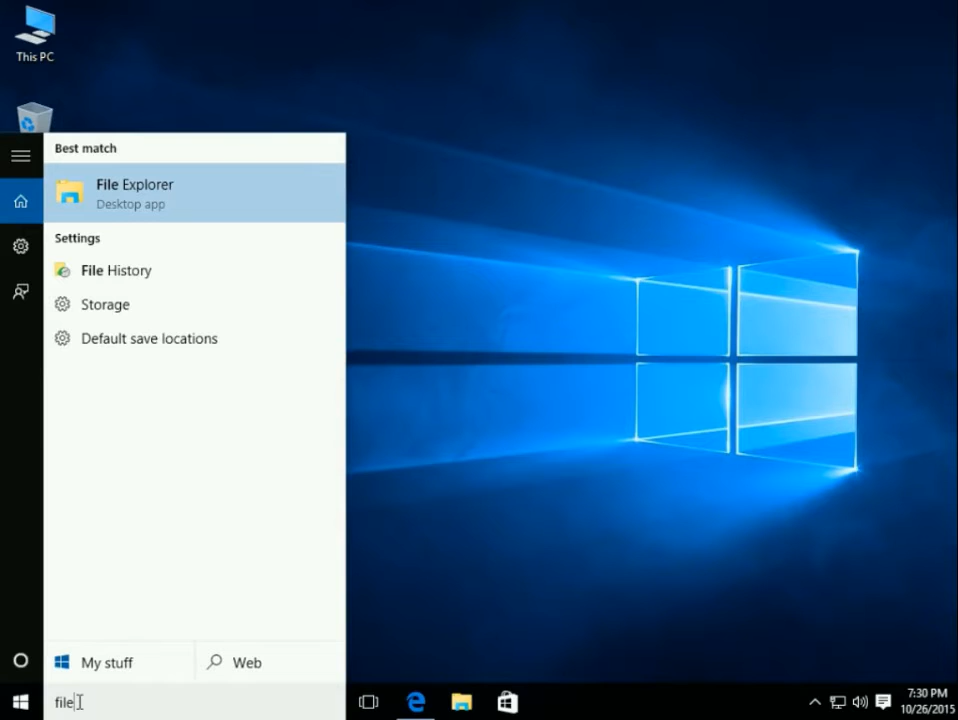 This PC
Best match
File Explorer
Desktop app
Settings
File History
Storage
Default save locations
My stuff
Web
file
7:30 PM
10/26/2015